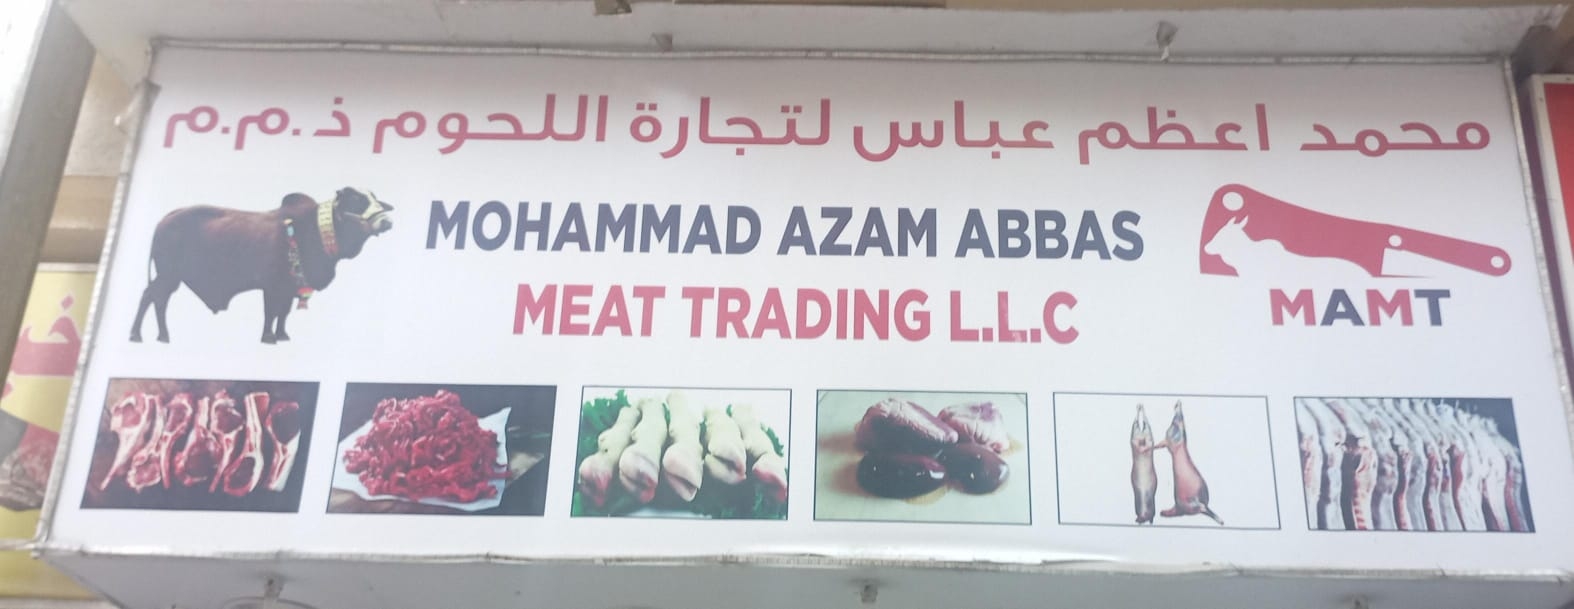 محمد اعظم عباس لتجارة اللحوم ذ.م.م
MOHAMMAD AZAM ABBAS
MEAT TRADING L.L.C
MAMT